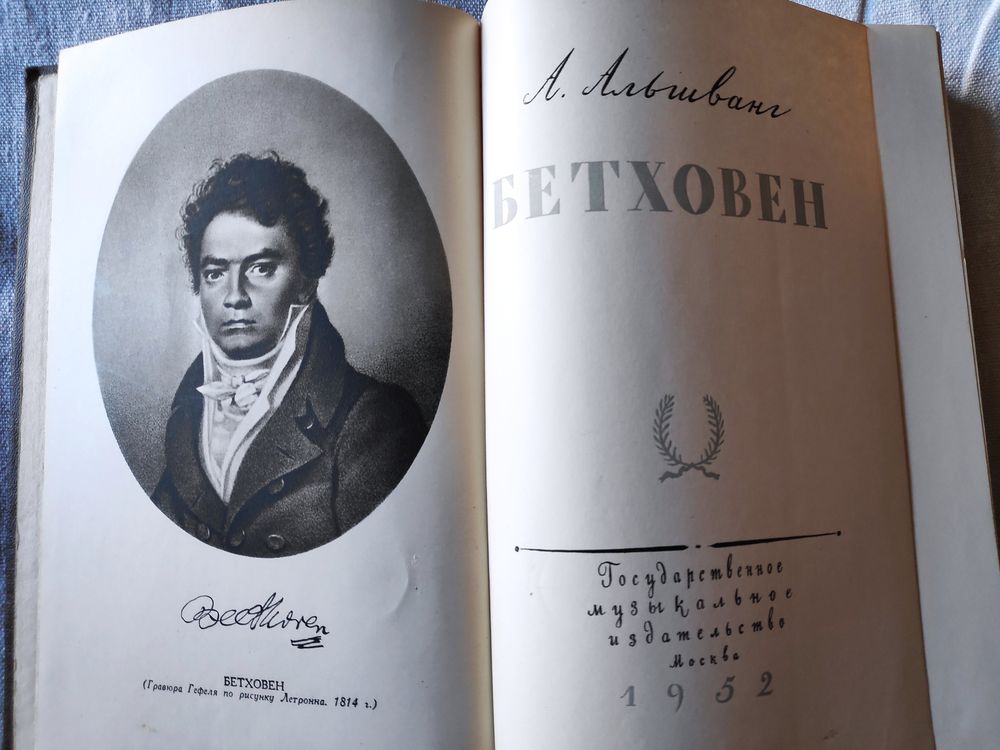 Beethoven
БЕТХОВЕН
(Гравюра Гефеля по рисунку Летронна. 1814 г.)
А. Альшванг
БЕТХОВЕН
Государственное
музыкальное
издательство
Москва
1952